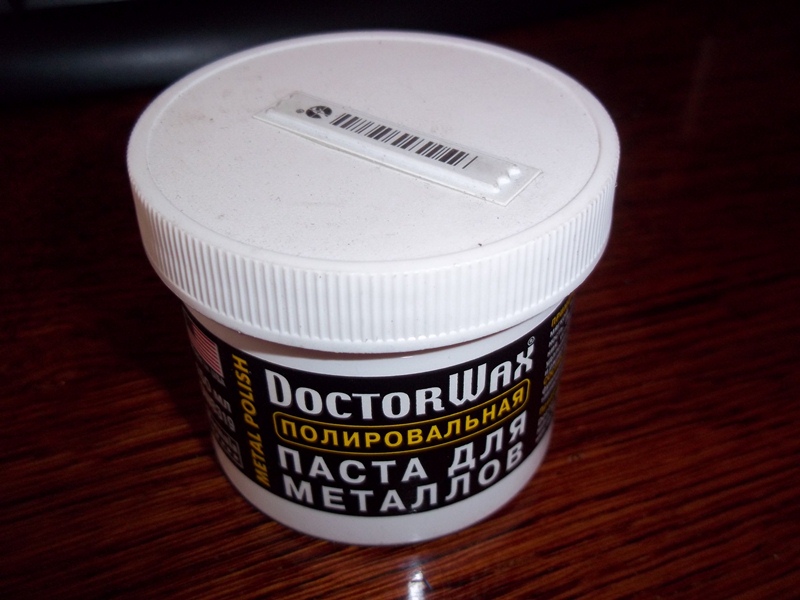 METAL POLISH
DOCTORWAX®
ПОЛИРОВАЛЬНАЯ
ПАСТА ДЛЯ
МЕТАЛЛОВ